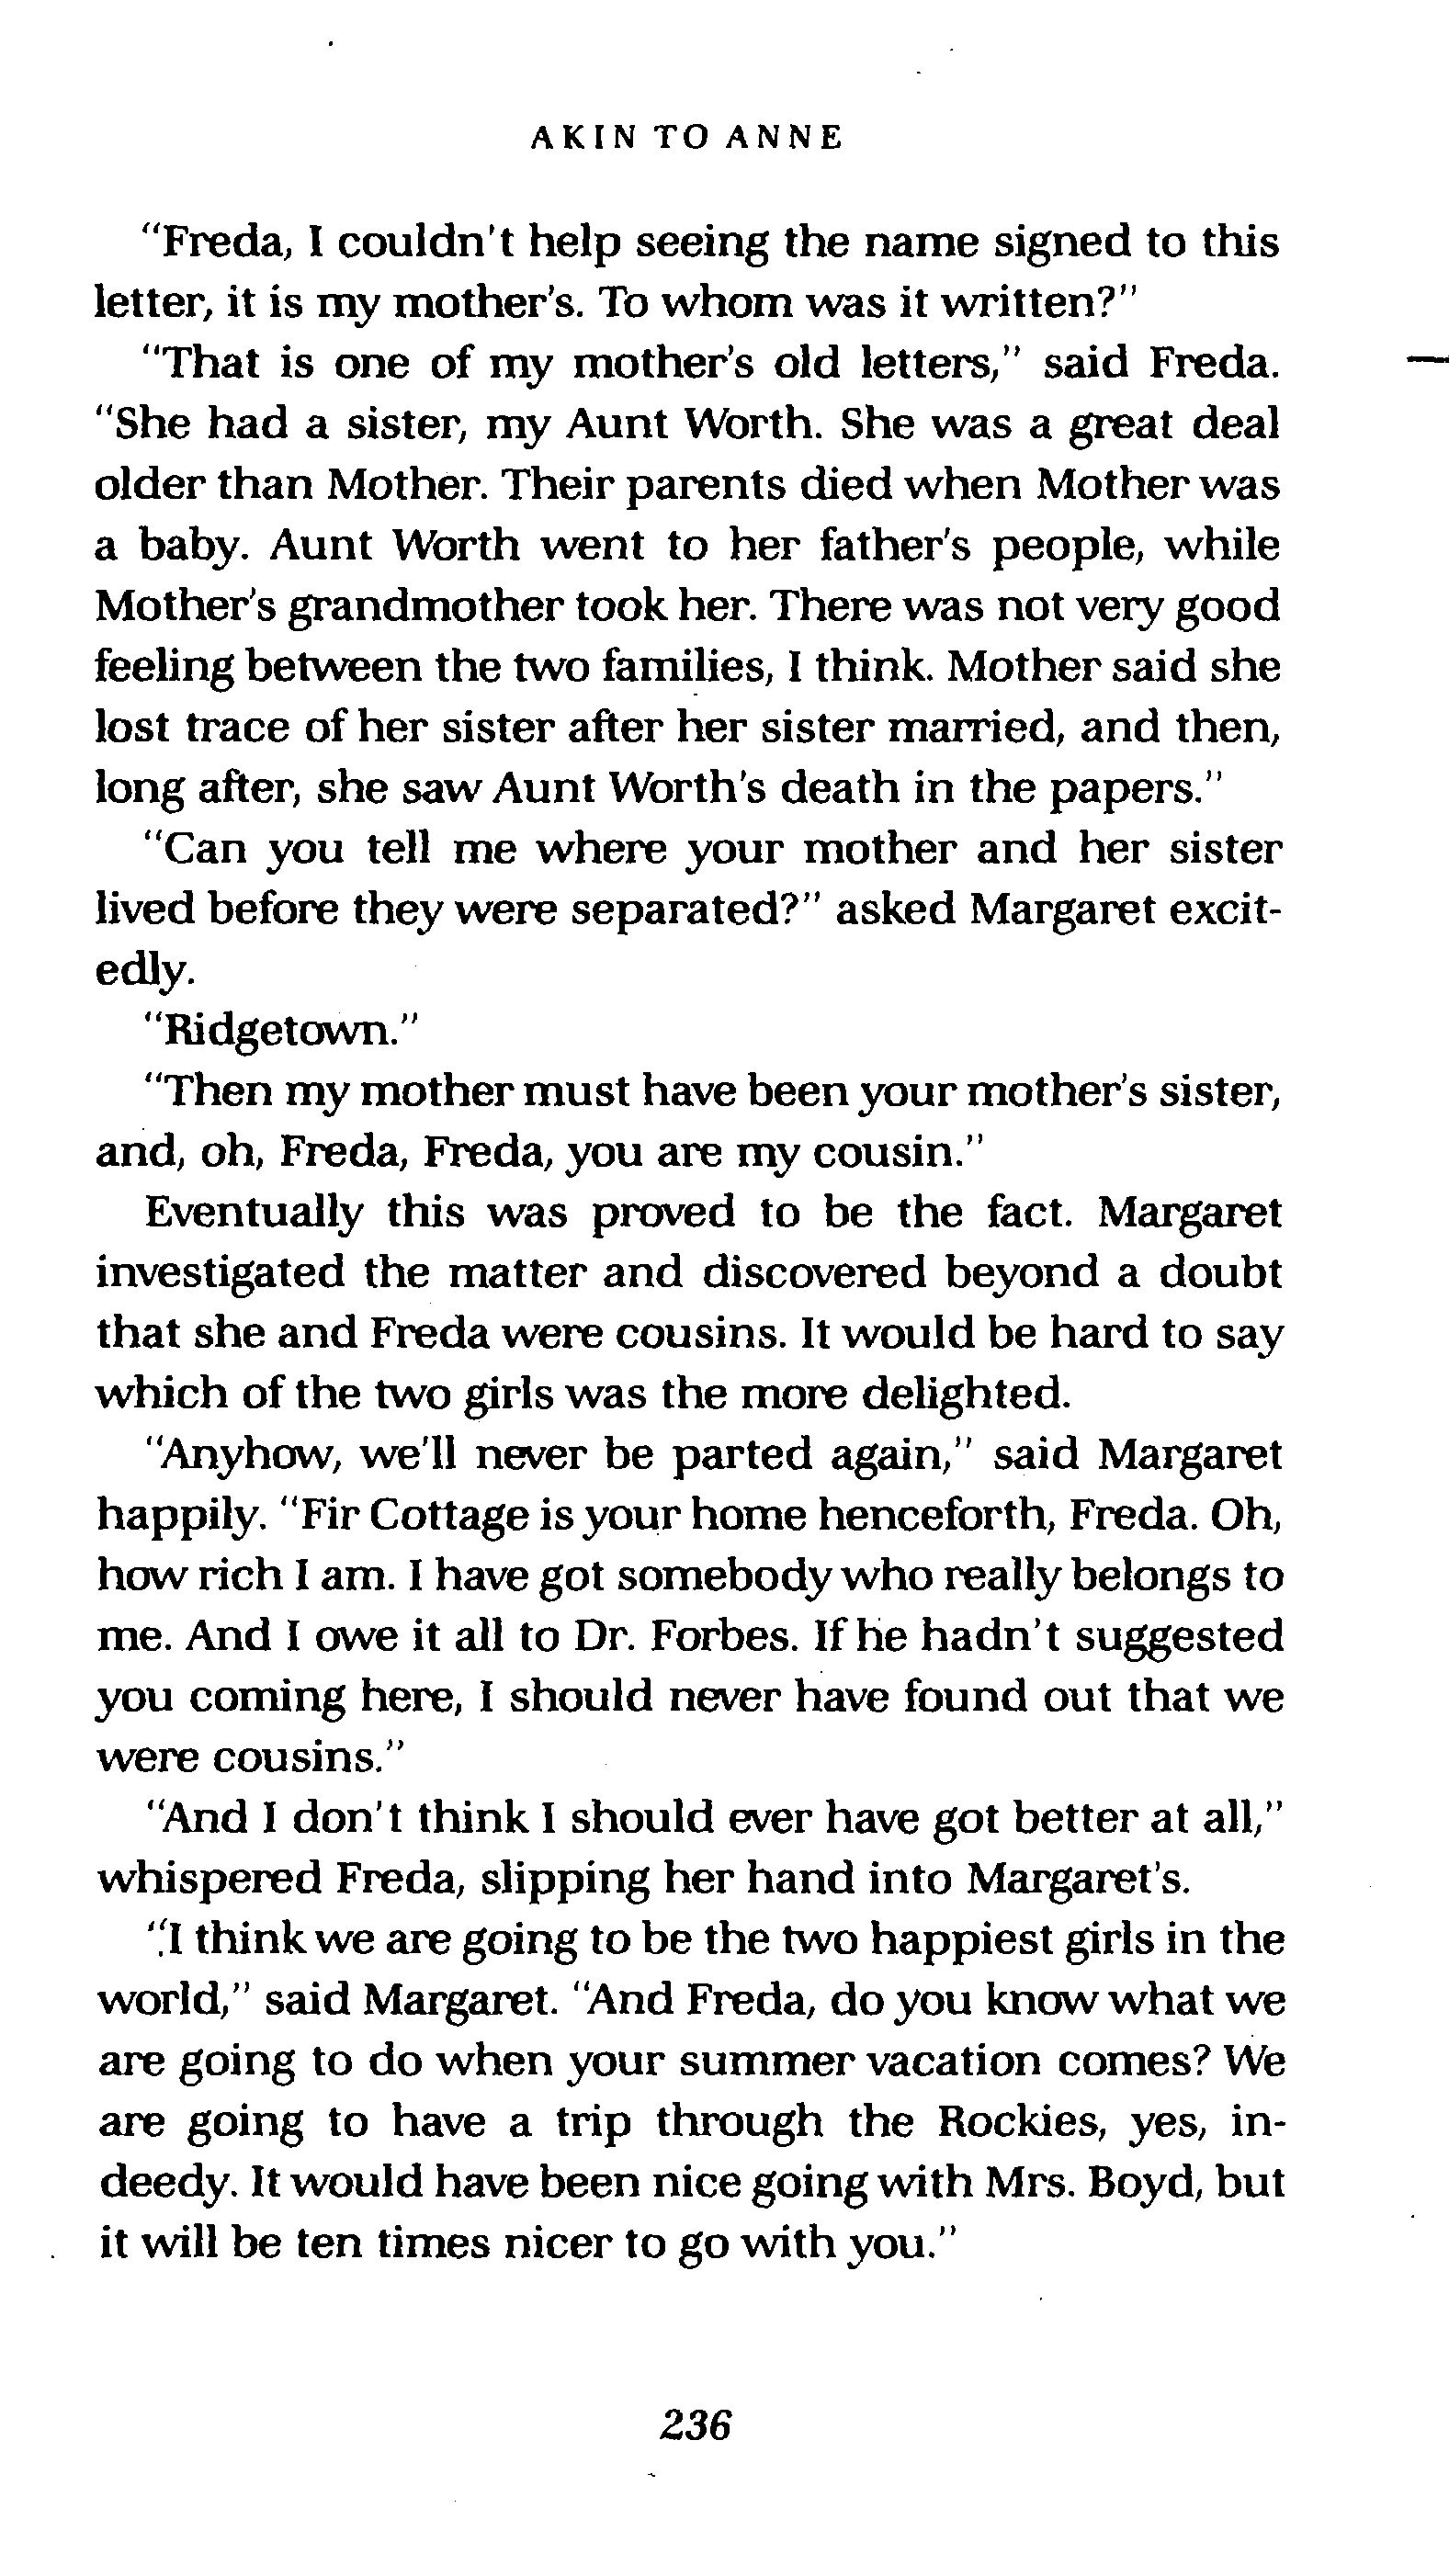 AKIN TO ANNE
"Freda, I couldn't help seeing the name signed to this
letter, it is my mother's. To whom was it written?"
"That is one of my mother's old letters," said Freda.
"She had a sister, my Aunt Worth. She was a great deal
older than Mother. Their parents died when Mother was
a baby. Aunt Worth went to her father's people, while
Mother's grandmother took her. There was not very good
feeling between the two families, I think. Mother said she
lost trace of her sister after her sister married, and then,
long after, she saw Aunt Worth's death in the papers."
"Can you tell me where your mother and her sister
lived before they were separated?" asked Margaret excit-
edly.
"Ridgetown."
"Then my mother must have been your mother's sister,
and, oh, Freda, Freda, you are my cousin."
Eventually this was proved to be the fact. Margaret
investigated the matter and discovered beyond a doubt
that she and Freda were cousins. It would be hard to say
which of the two girls was the more delighted.
"Anyhow, we'll never be parted again," said Margaret
happily. "Fir Cottage is your home henceforth, Freda. Oh,
how rich I am. I have got somebody who really belongs to
me. And I owe it all to Dr. Forbes. If he hadn't suggested
you coming here, I should never have found out that we
were cousins."
"And I don't think I should ever have got better at all,"
whispered Freda, slipping her hand into Margaret's.
"I think we are going to be the two happiest girls in the
world," said Margaret. "And Freda, do you know what we
are going to do when your summer vacation comes? We
are going to have a trip through the Rockies, yes, in-
deedy. It would have been nice going with Mrs. Boyd, but
it will be ten times nicer to go with you."
236